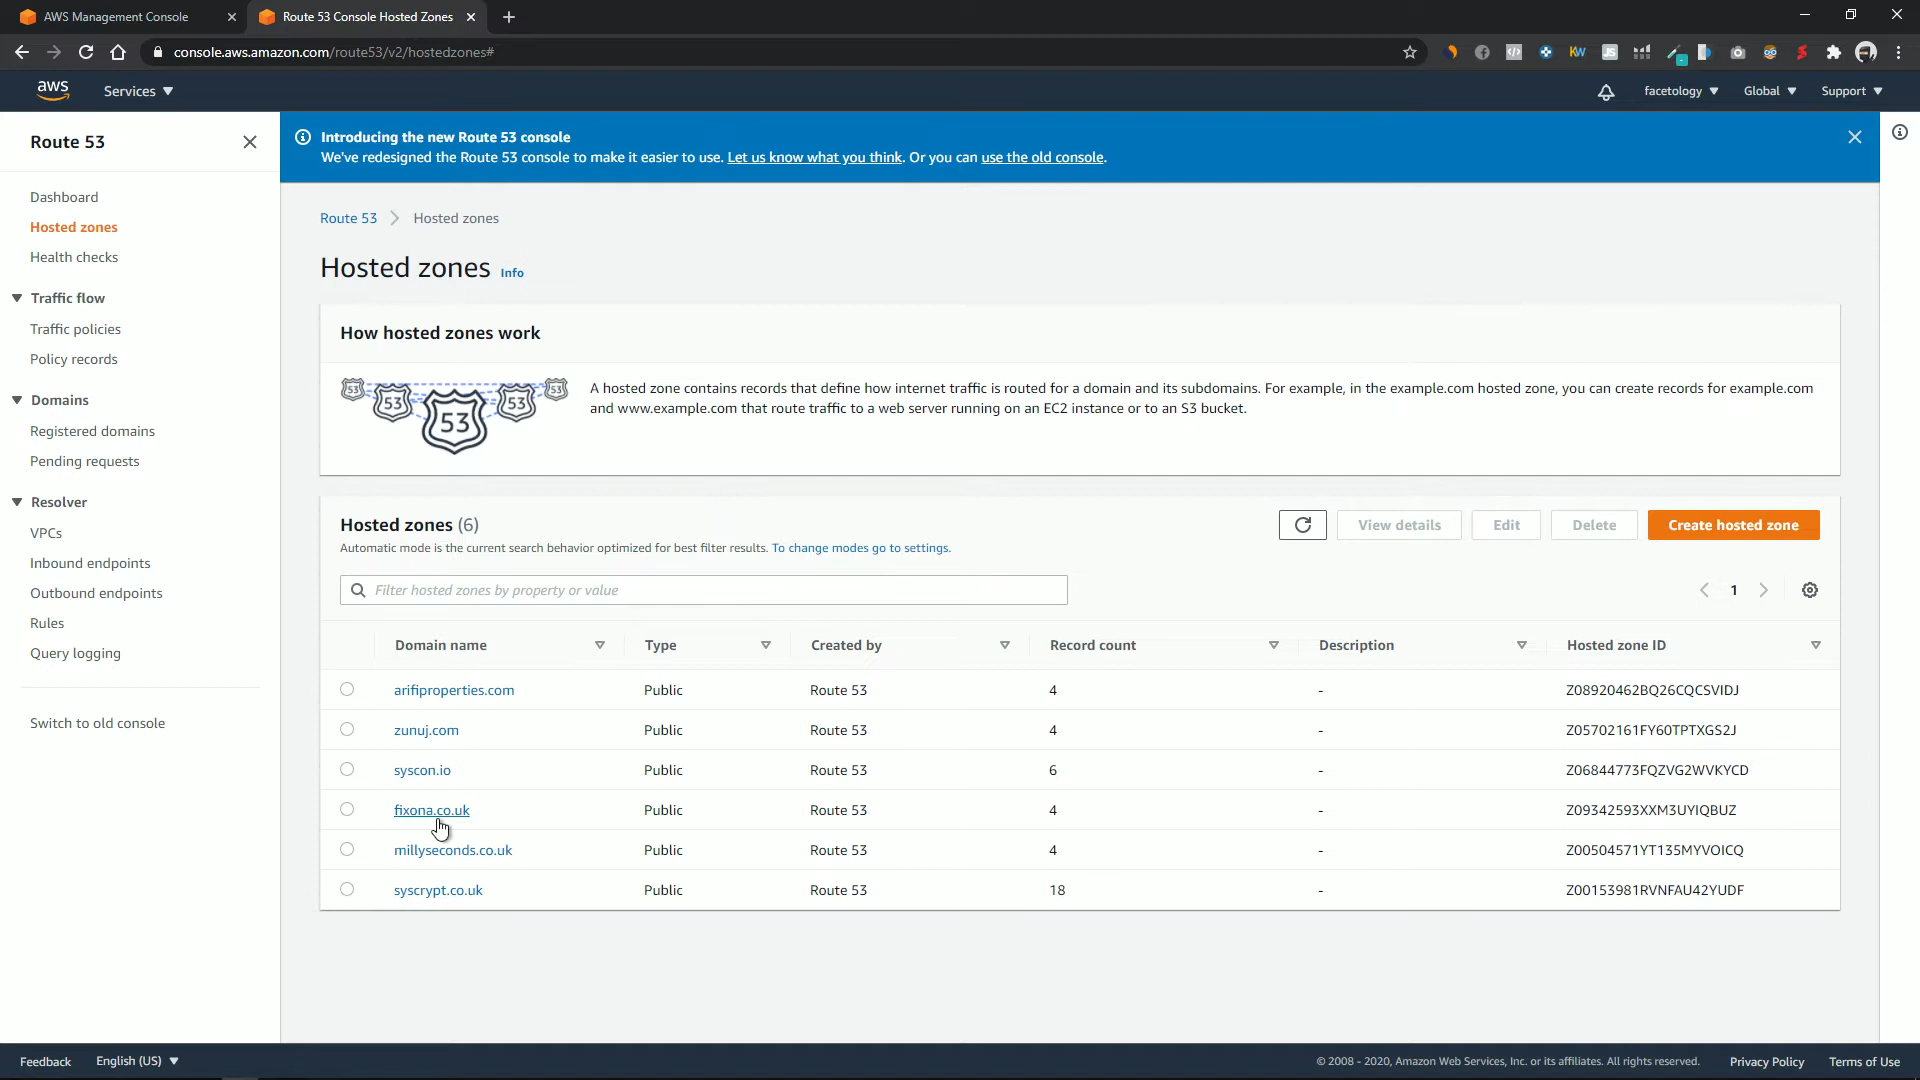 AWS Management Console
Route 53 Console Hosted Zones
console.aws.amazon.com/route53/v2/hostedzones#
aws
Services
facetology
Global
Support
Route 53
Introducing the new Route 53 console
We've redesigned the Route 53 console to make it easier to use. Let us know what you think. Or you can use the old console.
Dashboard
Hosted zones
Health checks
Traffic flow
Traffic policies
Policy records
Domains
Registered domains
Pending requests
Resolver
VPCs
Inbound endpoints
Outbound endpoints
Rules
Query logging
Switch to old console
Route 53 Hosted zones
Hosted zones Info
How hosted zones work
53 53 53 53 53
A hosted zone contains records that define how internet traffic is routed for a domain and its subdomains. For example, in the example.com hosted zone, you can create records for example.com
and www.example.com that route traffic to a web server running on an EC2 instance or to an S3 bucket.
Hosted zones (6)
View details
Edit
Delete
Create hosted zone
Automatic mode is the current search behavior optimized for best filter results. To change modes go to settings.
Filter hosted zones by property or value
1
Domain name Type Created by Record count Description Hosted zone ID
arifiproperties.com Public Route 53 4 - Z08920462BQ26CQCSVIDJ
zunuj.com Public Route 53 4 - Z05702161FY60TPTXGS2J
syscon.io Public Route 53 6 - Z06844773FQZVG2WVKYCD
fixona.co.uk Public Route 53 4 - Z09342593XXM3UYIQBUZ
millyseconds.co.uk Public Route 53 4 - Z00504571YT135MYVOICQ
syscrypt.co.uk Public Route 53 18 - Z00153981RVNFAU42YUDF
Feedback
English (US)
© 2008 - 2020, Amazon Web Services, Inc. or its affiliates. All rights reserved.
Privacy Policy
Terms of Use